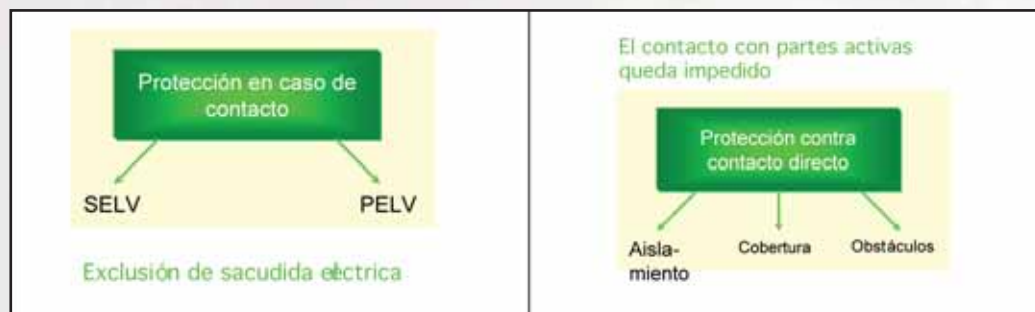 Protección en caso de
contacto
SELV
PELV
Exclusión de sacudida eléctrica
El contacto con partes activas
queda impedido
Protección contra
contacto directo
Aisla-
miento
Cobertura
Obstáculos